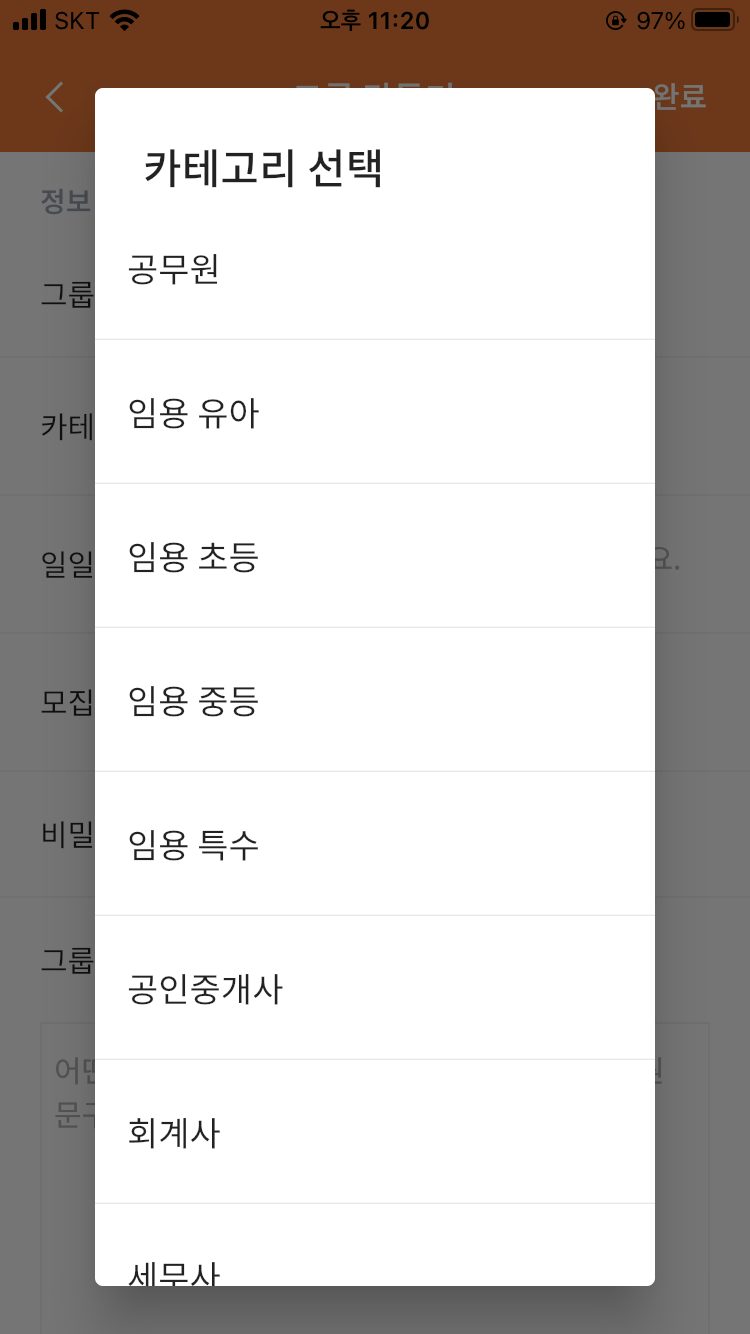 SKT 오후 11:20 97%
완료
카테고리 선택
정보
공무원
그룹
임용 유아
카테
임용 초등
일일
요.
임용 중등
모집
임용 특수
비밀
그룹
공인중개사
문구
회계사
세무사